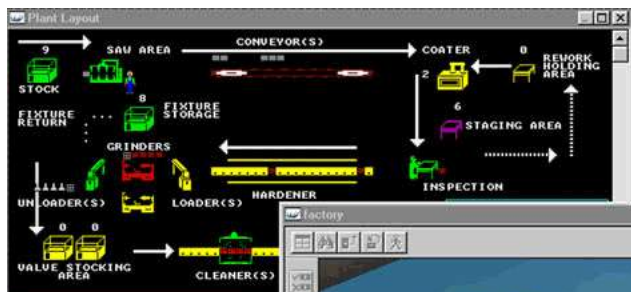 Plant Layout
9
SAW AREA
CONVEYOR(S)
COATER
0
STOCK
2
REWORK
HOLDING
AREA
8
FIXTURE
RETURN
FIXTURE
STORAGE
6
STAGING AREA
GRINDERS
UNLOADER(S)
LOADER(S)
HARDENER
INSPECTION
factory
0
0
VALVE STOCKING
AREA
CLEANER(S)